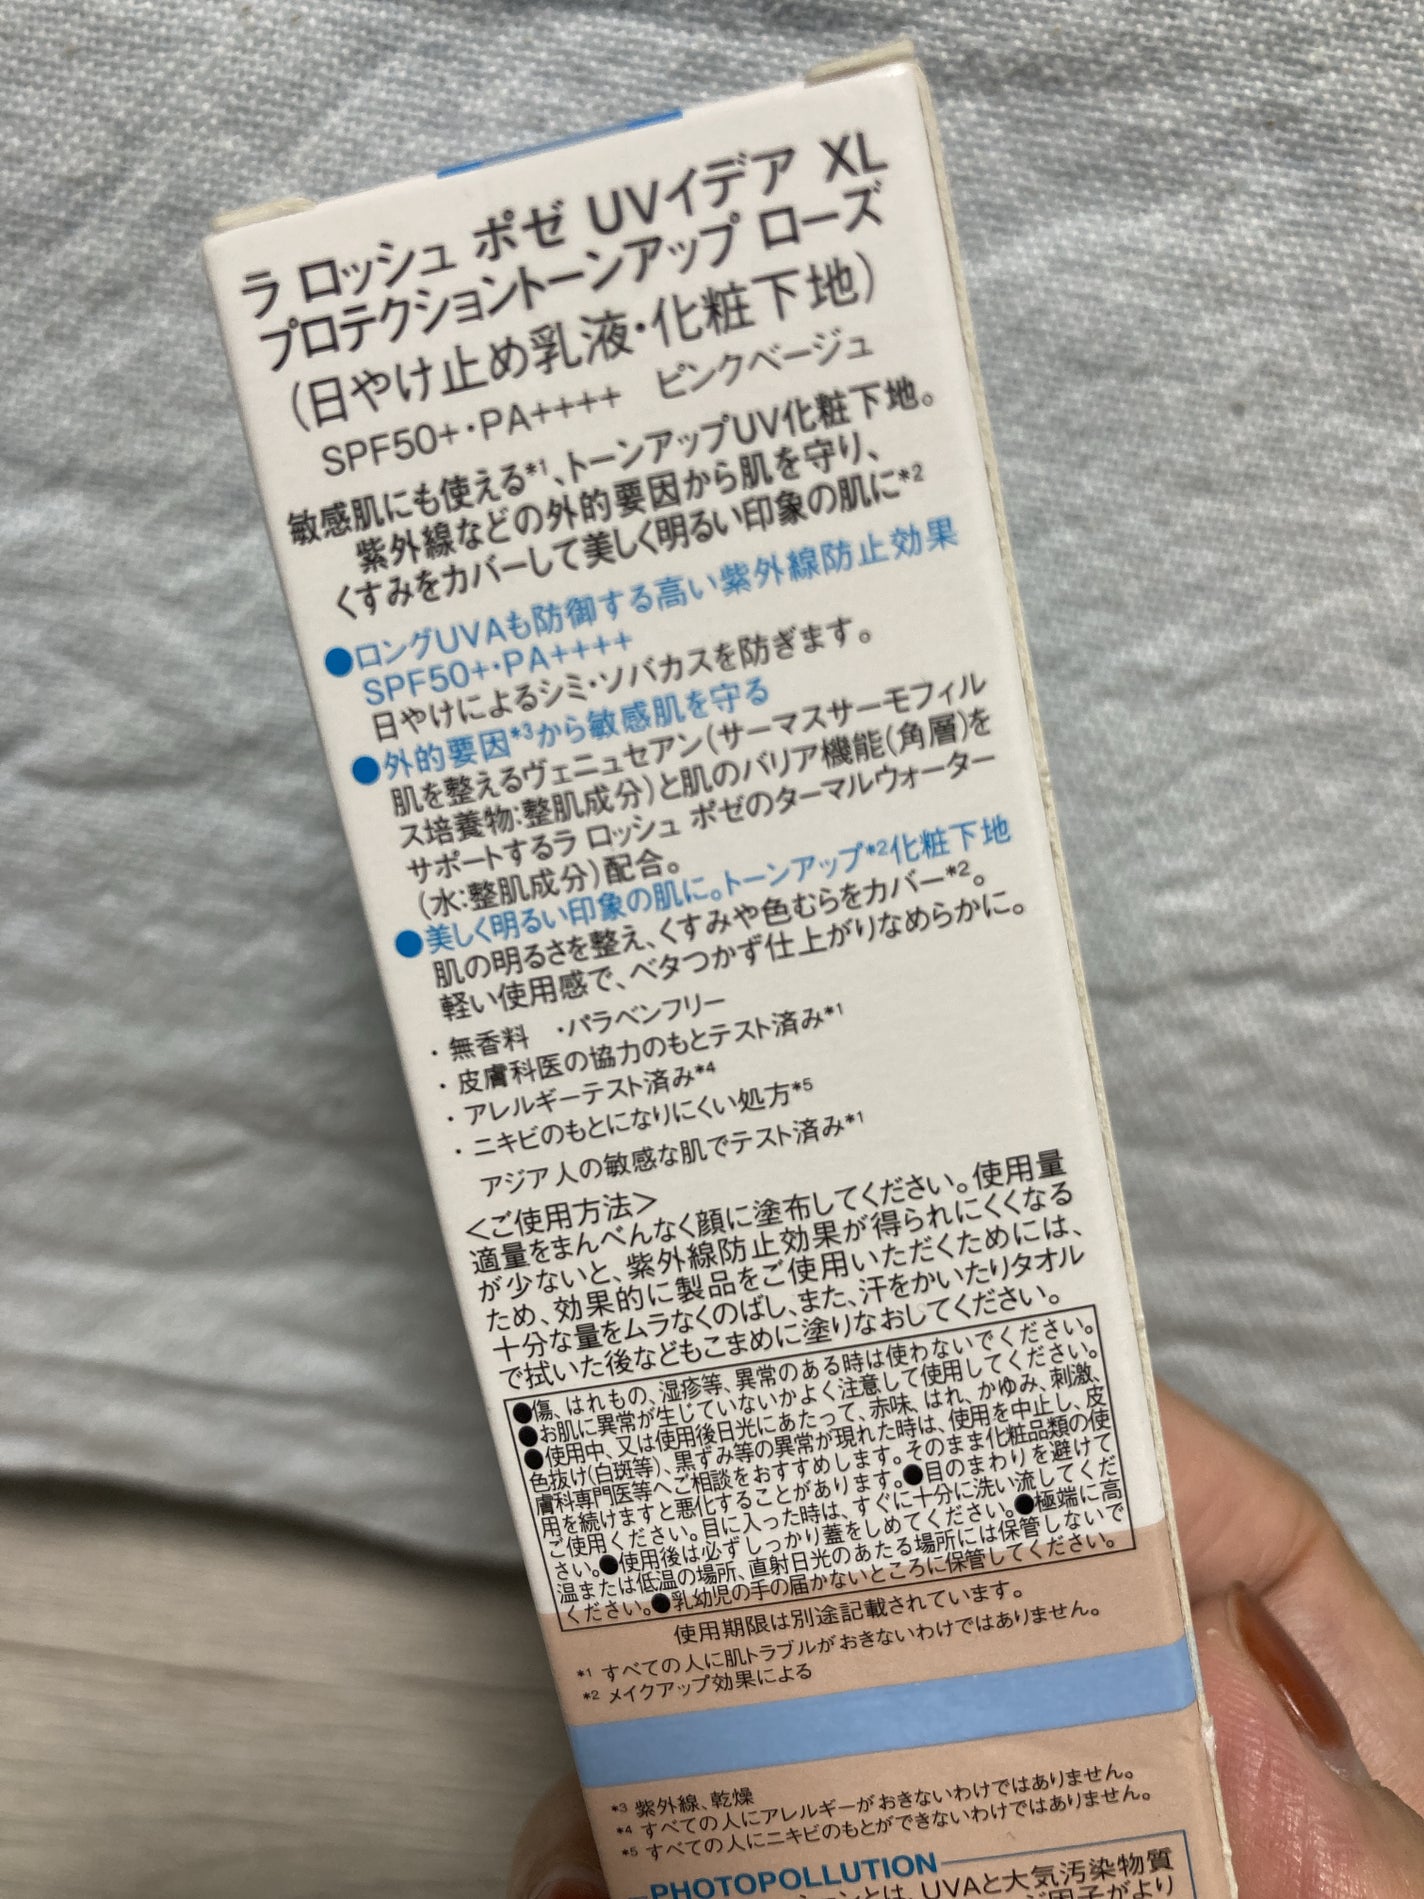 ラ ロッシュ ポゼ UVイデア XL
プロテクショントーンアップ ローズ
(日やけ止め乳液・化粧下地)
SPF50+・PA++++ ピンクベージュ
敏感肌にも使える*1、トーンアップUV化粧下地。
紫外線などの外的要因から肌を守り、
くすみをカバーして美しく明るい印象の肌に*2
●ロングUVAも防御する高い紫外線防止効果
SPF50+・PA++++
日やけによるシミ・ソバカスを防ぎます。
●外的要因*3から敏感肌を守る
肌を整えるヴェニュセアン(サーマスサーモフィル
ス培養物:整肌成分)と肌のバリア機能(角層)を
サポートするラ ロッシュ ポゼのターマルウォーター
(水:整肌成分)配合。
●美しく明るい印象の肌に。トーンアップ*2化粧下地
肌の明るさを整え、くすみや色むらをカバー*2。
軽い使用感で、ベタつかず仕上がりなめらかに。
・無香料 ・パラベンフリー
・皮膚科医の協力のもとテスト済み*1
・アレルギーテスト済み*4
・ニキビのもとになりにくい処方*5
アジア人の敏感な肌でテスト済み*1
<ご使用方法>
適量をまんべんなく顔に塗布してください。使用量
が少ないと、紫外線防止効果が得られにくくなる
ため、効果的に製品をご使用いただくためには、
十分な量をムラなくのばし、また、汗をかいたりタオル
で拭いた後などもこまめに塗りなおしてください。
●傷、はれもの、湿疹等、異常のある時は使わないでください。
●お肌に異常が生じていないかよく注意して使用してください。
●使用中、又は使用後日光にあたって、赤味、はれ、かゆみ、刺激、
色抜け(白斑等)、黒ずみ等の異常が現れた時は、使用を中止し、皮
膚科専門医等へご相談をおすすめします。そのまま化粧品類の使
用を続けますと悪化することがあります。●目のまわりを避けて
ご使用ください。目に入った時は、すぐに十分に洗い流してくだ
さい。●使用後は必ずしっかり蓋をしめてください。●極端に高
温または低温の場所、直射日光のあたる場所には保管しないで
ください。●乳幼児の手の届かないところに保管してください。
使用期限は別途記載されています。
*1 すべての人に肌トラブルがおきないわけではありません。
*2 メイクアップ効果による
*3 紫外線、乾燥
*4 すべての人にアレルギーがおきないわけではありません。
*5 すべての人にニキビのもとができないわけではありません。
PHOTOPOLLUTION
ンとは、UVAと大気汚染物質
因子がより